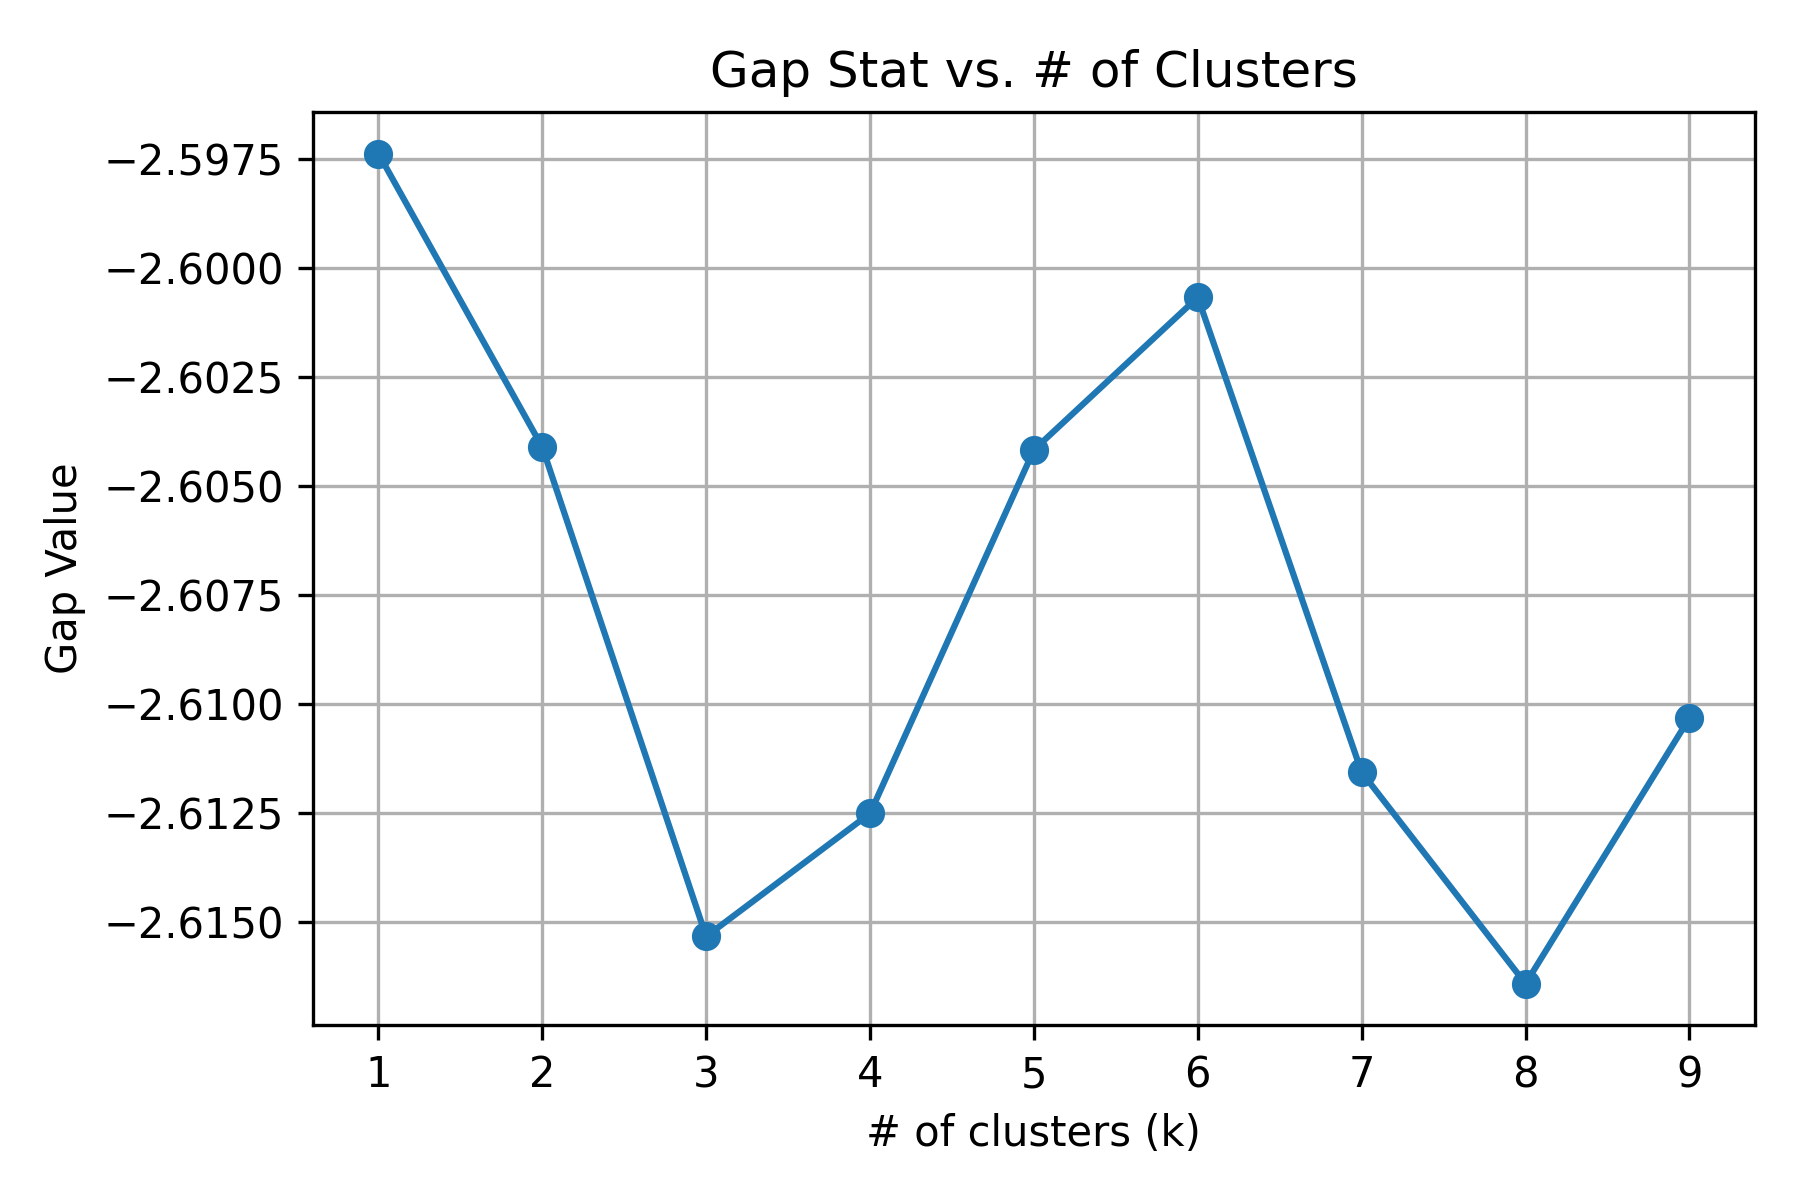 Gap Stat vs. # of Clusters
−2.5975
−2.6000
−2.6025
−2.6050
−2.6075
−2.6100
−2.6125
−2.6150
Gap Value
1 2 3 4 5 6 7 8 9
# of clusters (k)